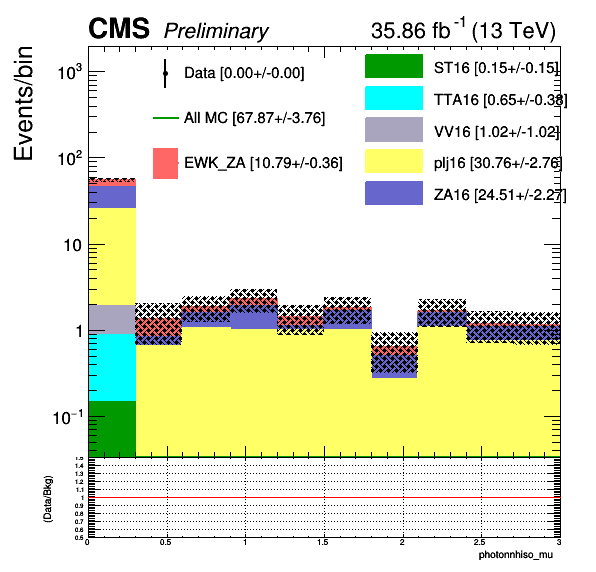 CMS Preliminary 35.86 fb⁻¹ (13 TeV)
Events/bin
10³
10²
10
1
10⁻¹
Data [0.00+/-0.00]
All MC [67.87+/-3.76]
EWK_ZA [10.79+/-0.36]
ST16 [0.15+/-0.15]
TTA16 [0.65+/-0.38]
VV16 [1.02+/-1.02]
plj16 [30.76+/-2.76]
ZA16 [24.51+/-2.27]
(Data/Bkg)
1.5
1.4
1.3
1.2
1.1
1
0.9
0.8
0.7
0.6
0.5
0 0.5 1 1.5 2 2.5 3
photonnhiso_mu